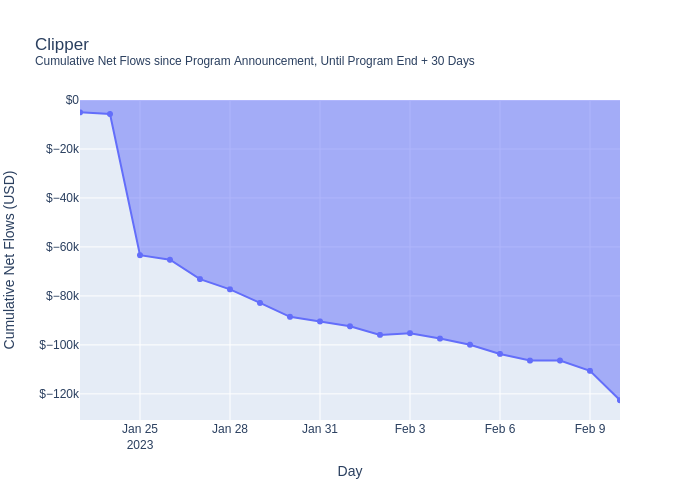 Clipper
Cumulative Net Flows since Program Announcement, Until Program End + 30 Days
Cumulative Net Flows (USD)
$0
$−20k
$−40k
$−60k
$−80k
$−100k
$−120k
Jan 25
2023
Jan 28
Jan 31
Feb 3
Feb 6
Feb 9
Day